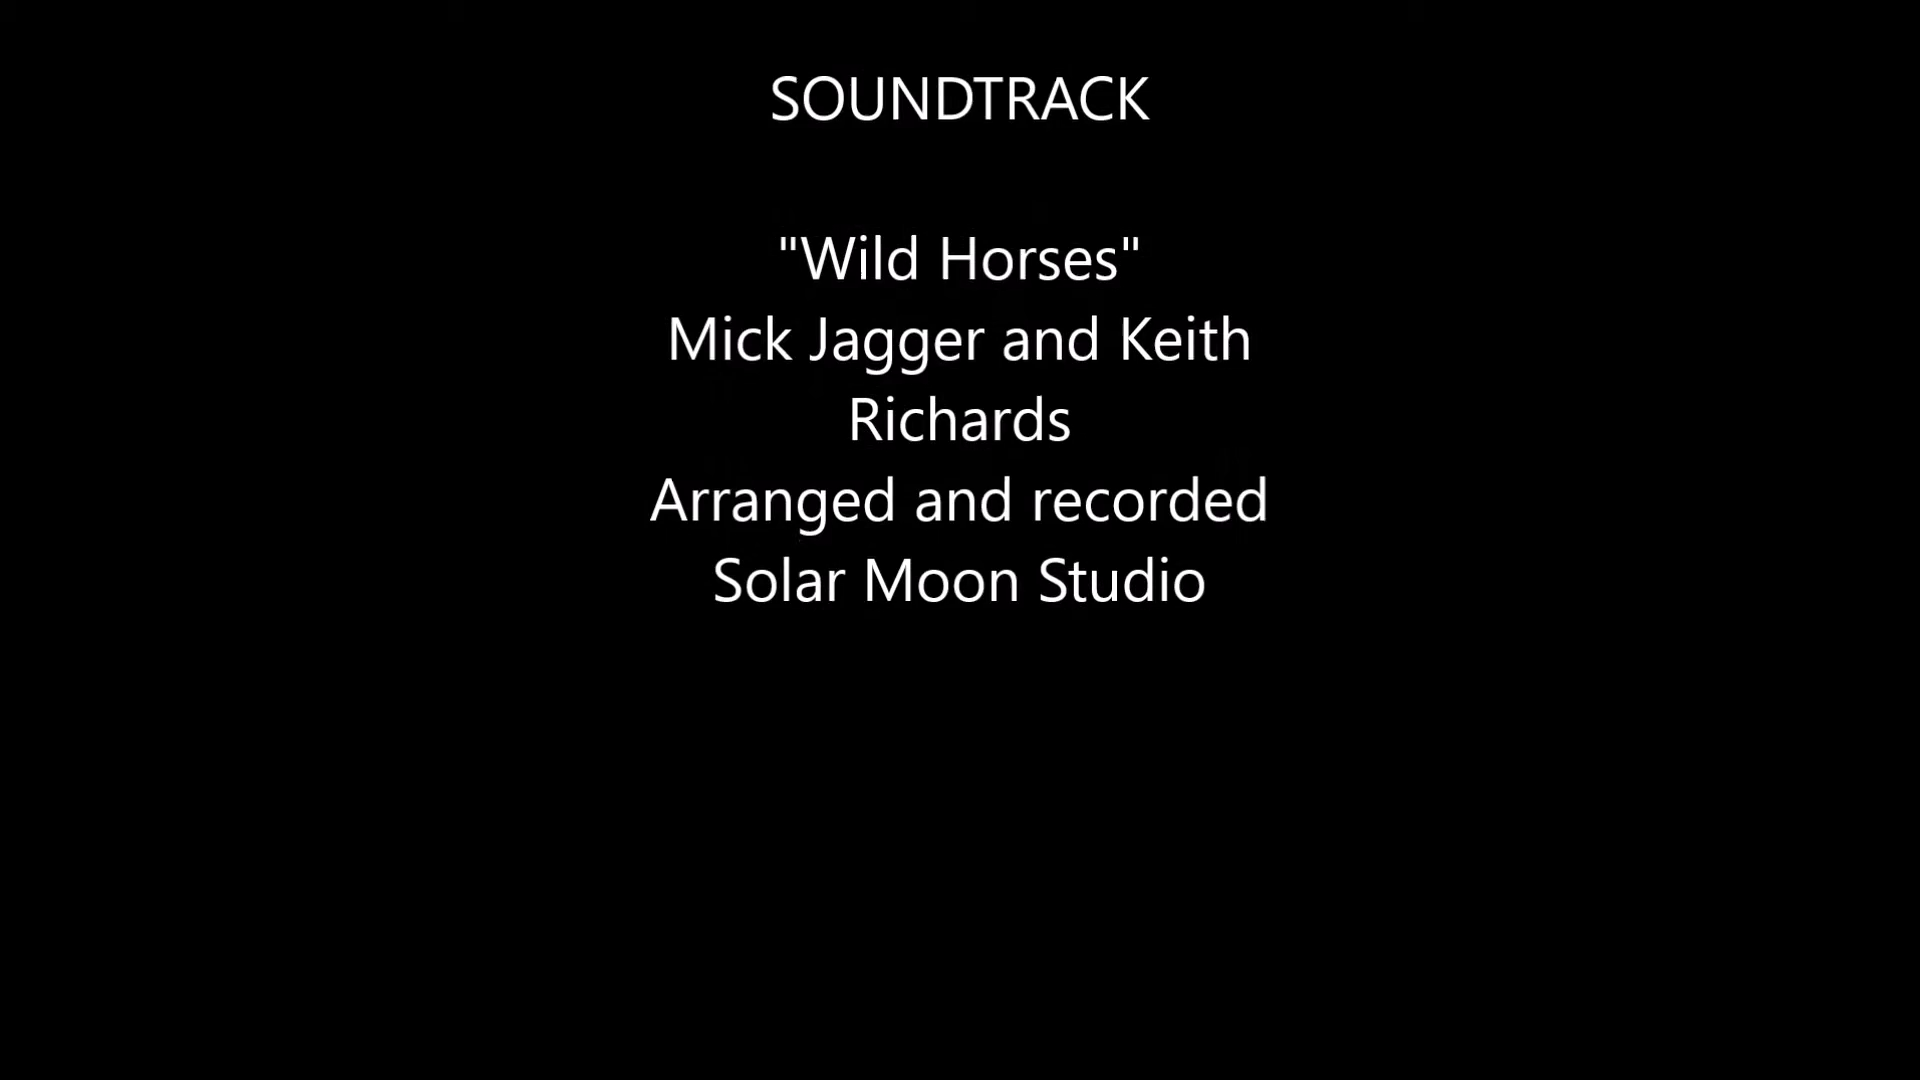 SOUNDTRACK
"Wild Horses"
Mick Jagger and Keith
Richards
Arranged and recorded
Solar Moon Studio